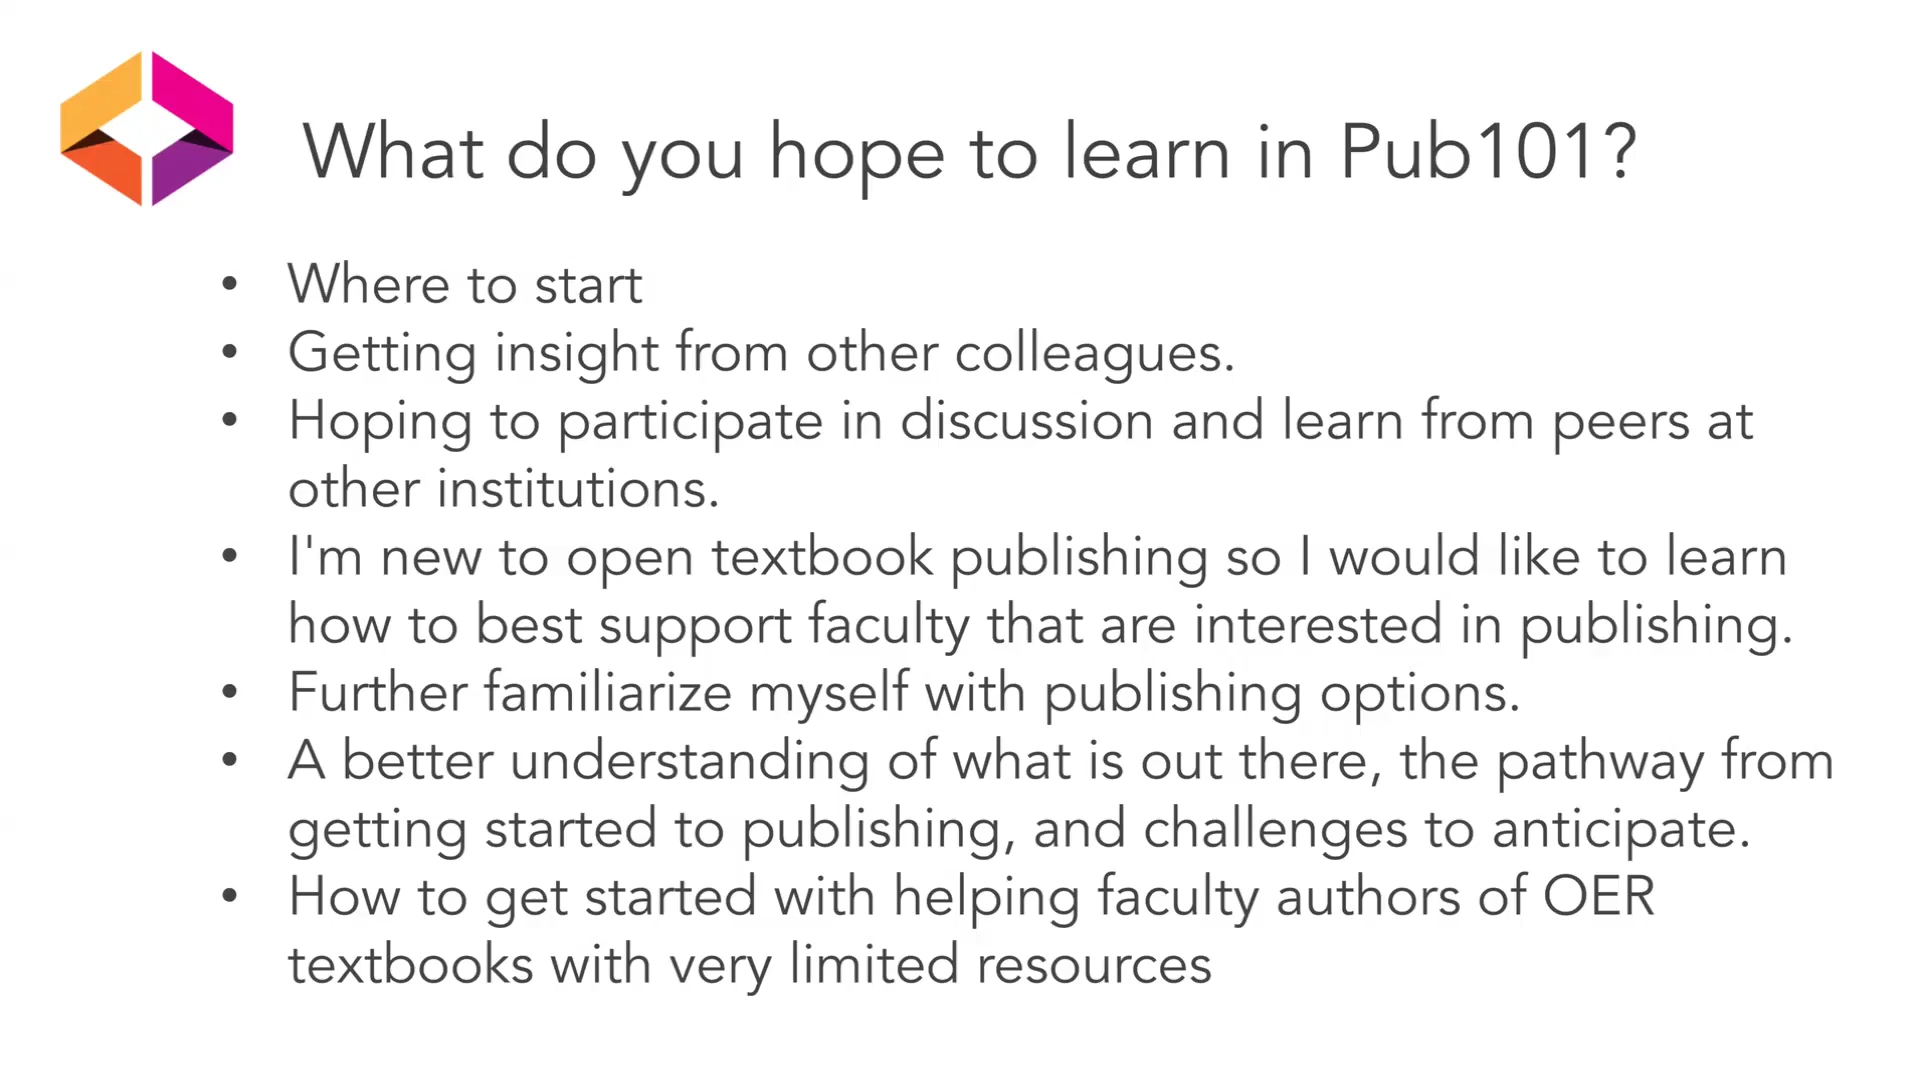 What do you hope to learn in Pub101?
• Where to start
• Getting insight from other colleagues.
• Hoping to participate in discussion and learn from peers at
other institutions.
• I'm new to open textbook publishing so I would like to learn
how to best support faculty that are interested in publishing.
• Further familiarize myself with publishing options.
• A better understanding of what is out there, the pathway from
getting started to publishing, and challenges to anticipate.
• How to get started with helping faculty authors of OER
textbooks with very limited resources